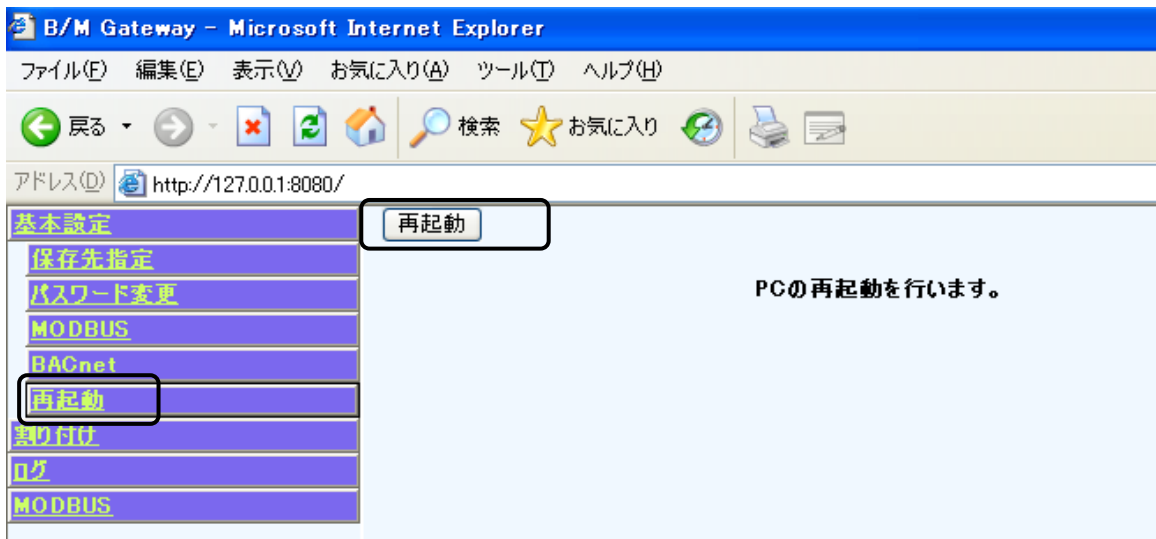 B/M Gateway - Microsoft Internet Explorer
ファイル(F) 編集(E) 表示(V) お気に入り(A) ツール(T) ヘルプ(H)
戻る 検索 お気に入り
アドレス(D) http://127.0.0.1:8080/
基本設定
保存先指定
パスワード変更
MODBUS
BACnet
再起動
割り付け
ログ
MODBUS
再起動
PCの再起動を行います。